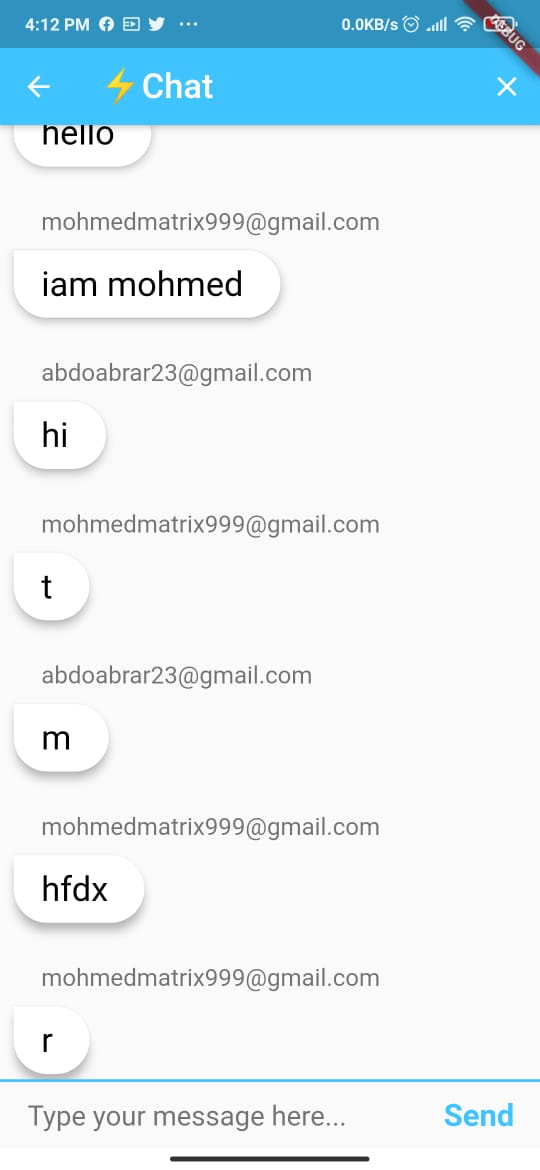 4:12 PM
0.0KB/s
DEBUG
⚡Chat
hello
mohmedmatrix999@gmail.com
iam mohmed
abdoabrar23@gmail.com
hi
mohmedmatrix999@gmail.com
t
abdoabrar23@gmail.com
m
mohmedmatrix999@gmail.com
hfdx
mohmedmatrix999@gmail.com
r
Type your message here...
Send